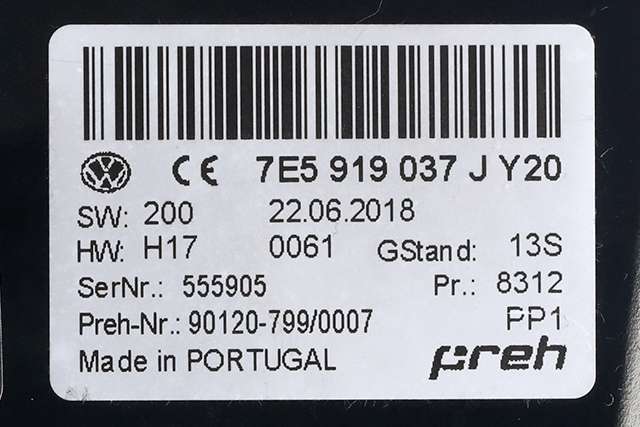 CE 7E5 919 037 J Y20
SW: 200 22.06.2018
HW: H17 0061 GStand: 13S
SerNr.: 555905 Pr.: 8312
Preh-Nr.: 90120-799/0007 PP1
Made in PORTUGAL preh